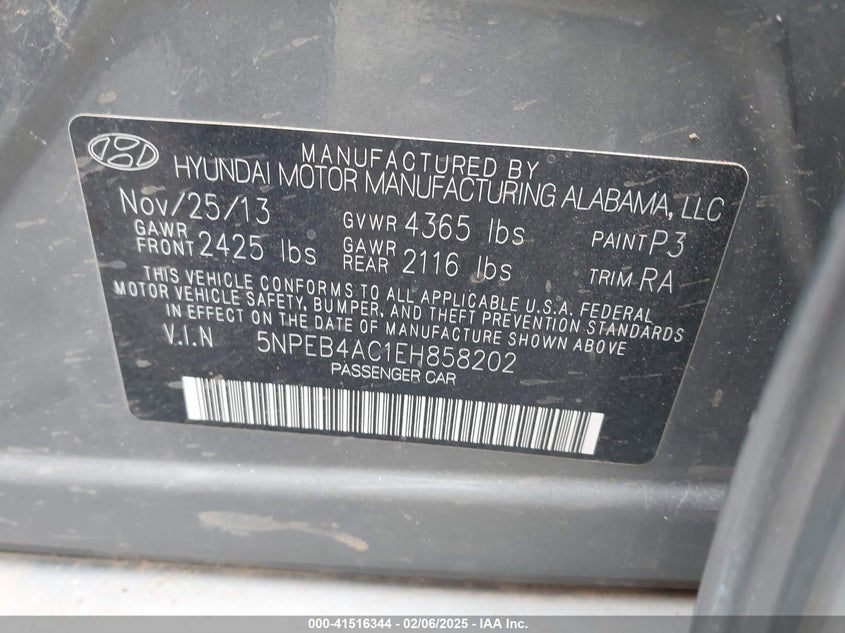 MANUFACTURED BY
HYUNDAI MOTOR MANUFACTURING ALABAMA, LLC
Nov/25/13 GVWR 4365 lbs PAINT P3
GAWR FRONT 2425 lbs GAWR REAR 2116 lbs TRIM RA
THIS VEHICLE CONFORMS TO ALL APPLICABLE U.S.A. FEDERAL
MOTOR VEHICLE SAFETY, BUMPER, AND THEFT PREVENTION STANDARDS
IN EFFECT ON THE DATE OF MANUFACTURE SHOWN ABOVE
V.I.N 5NPEB4AC1EH858202
PASSENGER CAR
000-41516344 - 02/06/2025 - IAA Inc.